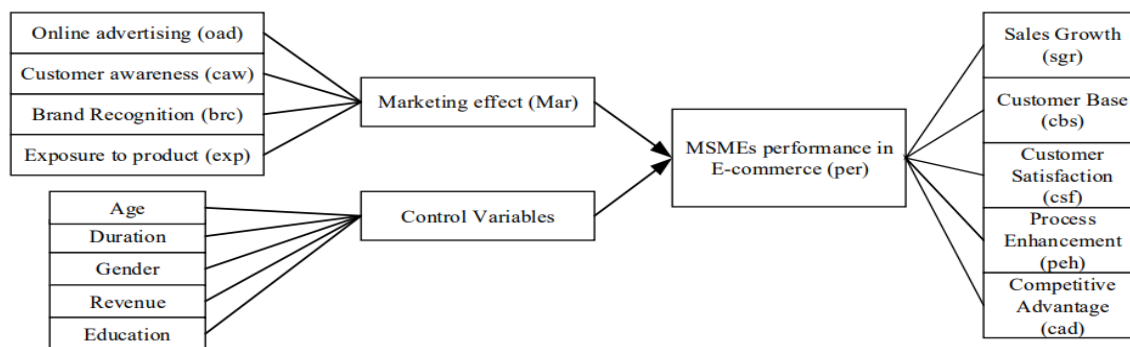 Online advertising (oad)
Customer awareness (caw)
Brand Recognition (brc)
Exposure to product (exp)
Age
Duration
Gender
Revenue
Education
Marketing effect (Mar)
Control Variables
MSMEs performance in
E-commerce (per)
Sales Growth
(sgr)
Customer Base
(cbs)
Customer
Satisfaction
(csf)
Process
Enhancement
(peh)
Competitive
Advantage
(cad)